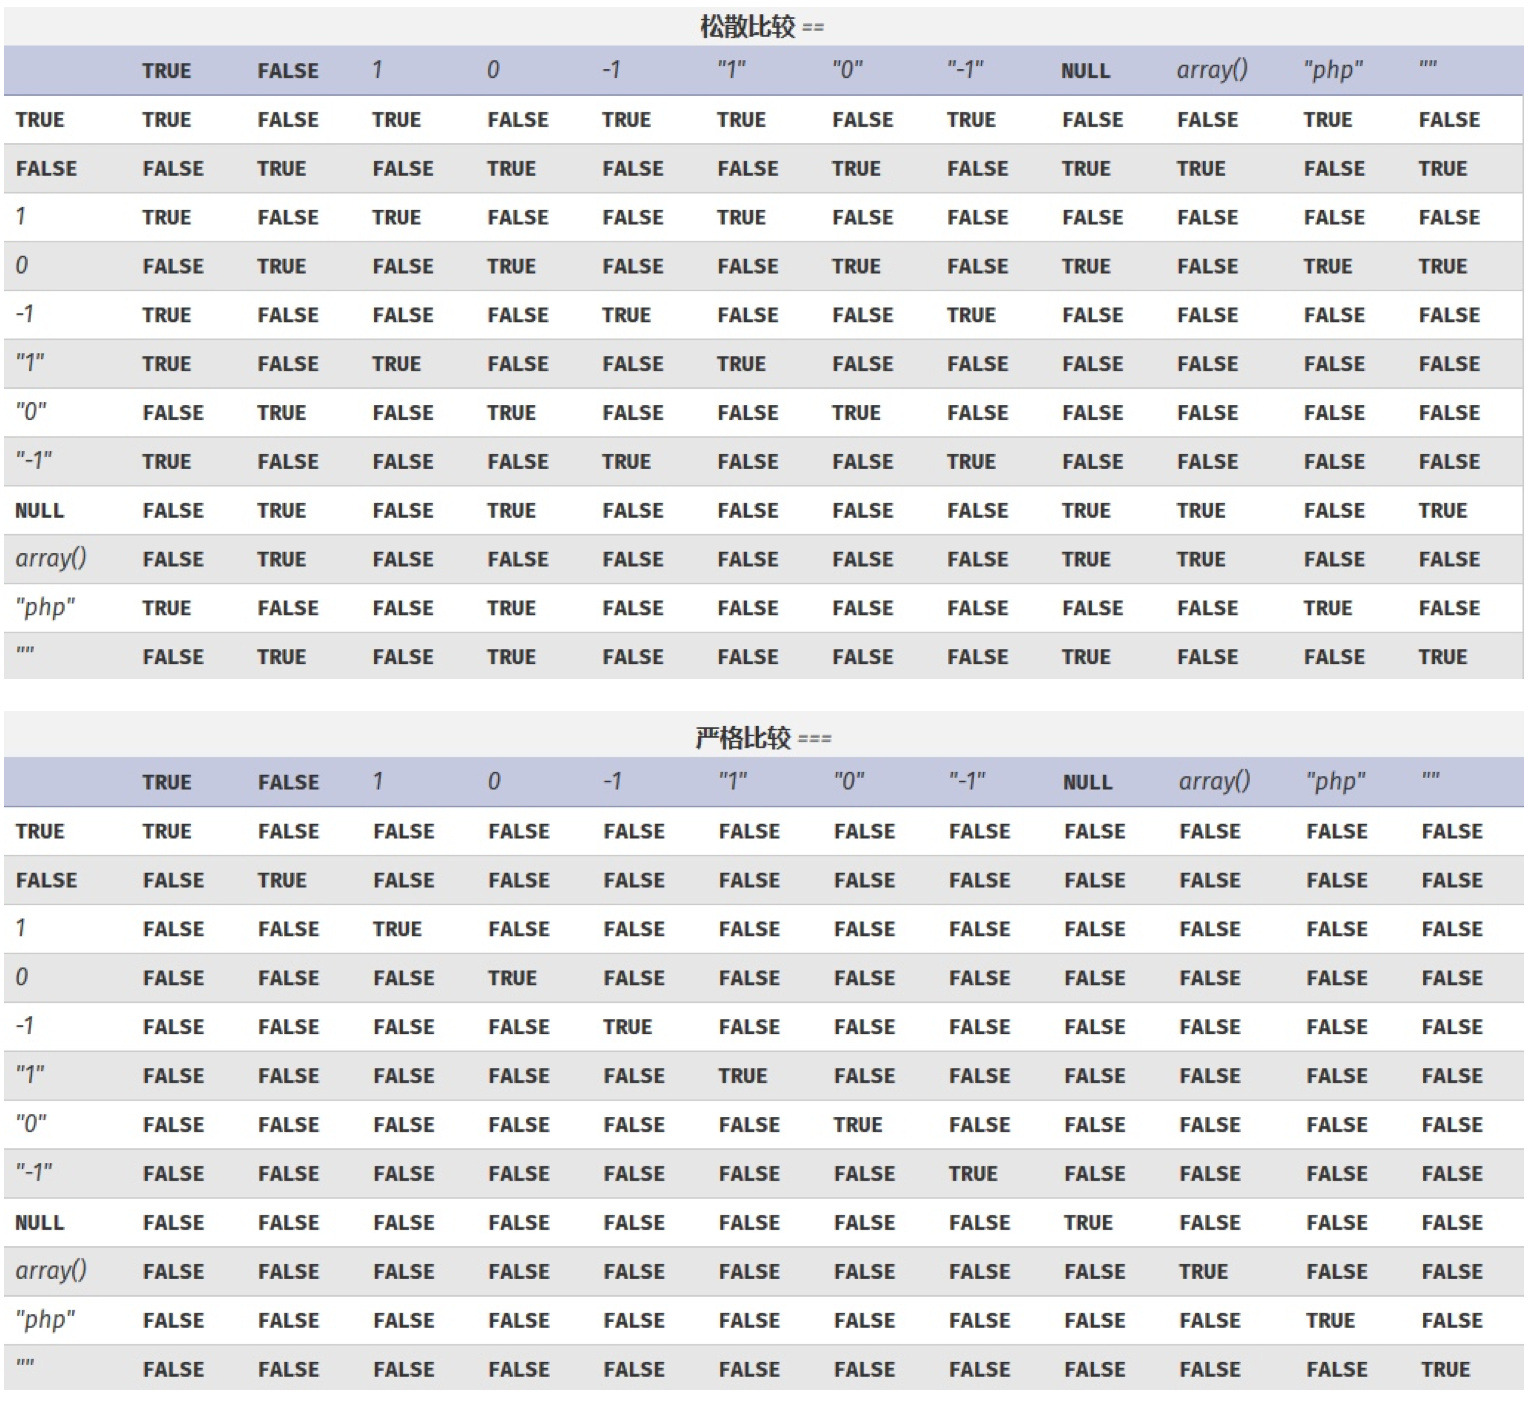 松散比较 ==
TRUE FALSE 1 0 -1 "1" "0" "-1" NULL array() "php" ""
TRUE TRUE FALSE TRUE FALSE TRUE TRUE FALSE TRUE FALSE FALSE TRUE FALSE
FALSE FALSE TRUE FALSE TRUE FALSE FALSE TRUE FALSE TRUE TRUE FALSE TRUE
1 TRUE FALSE TRUE FALSE FALSE TRUE FALSE FALSE FALSE FALSE FALSE FALSE
0 FALSE TRUE FALSE TRUE FALSE FALSE TRUE FALSE TRUE FALSE TRUE TRUE
-1 TRUE FALSE FALSE FALSE TRUE FALSE FALSE TRUE FALSE FALSE FALSE FALSE
"1" TRUE FALSE TRUE FALSE FALSE TRUE FALSE FALSE FALSE FALSE FALSE FALSE
"0" FALSE TRUE FALSE TRUE FALSE FALSE TRUE FALSE FALSE FALSE FALSE FALSE
"-1" TRUE FALSE FALSE FALSE TRUE FALSE FALSE TRUE FALSE FALSE FALSE FALSE
NULL FALSE TRUE FALSE TRUE FALSE FALSE FALSE FALSE TRUE TRUE FALSE TRUE
array() FALSE TRUE FALSE FALSE FALSE FALSE FALSE FALSE TRUE TRUE FALSE FALSE
"php" TRUE FALSE FALSE TRUE FALSE FALSE FALSE FALSE FALSE FALSE TRUE FALSE
"" FALSE TRUE FALSE TRUE FALSE FALSE FALSE FALSE TRUE FALSE FALSE TRUE
严格比较 ===
TRUE FALSE 1 0 -1 "1" "0" "-1" NULL array() "php" ""
TRUE TRUE FALSE FALSE FALSE FALSE FALSE FALSE FALSE FALSE FALSE FALSE FALSE
FALSE FALSE TRUE FALSE FALSE FALSE FALSE FALSE FALSE FALSE FALSE FALSE FALSE
1 FALSE FALSE TRUE FALSE FALSE FALSE FALSE FALSE FALSE FALSE FALSE FALSE
0 FALSE FALSE FALSE TRUE FALSE FALSE FALSE FALSE FALSE FALSE FALSE FALSE
-1 FALSE FALSE FALSE FALSE TRUE FALSE FALSE FALSE FALSE FALSE FALSE FALSE
"1" FALSE FALSE FALSE FALSE FALSE TRUE FALSE FALSE FALSE FALSE FALSE FALSE
"0" FALSE FALSE FALSE FALSE FALSE FALSE TRUE FALSE FALSE FALSE FALSE FALSE
"-1" FALSE FALSE FALSE FALSE FALSE FALSE FALSE TRUE FALSE FALSE FALSE FALSE
NULL FALSE FALSE FALSE FALSE FALSE FALSE FALSE FALSE TRUE FALSE FALSE FALSE
array() FALSE FALSE FALSE FALSE FALSE FALSE FALSE FALSE FALSE TRUE FALSE FALSE
"php" FALSE FALSE FALSE FALSE FALSE FALSE FALSE FALSE FALSE FALSE TRUE FALSE
"" FALSE FALSE FALSE FALSE FALSE FALSE FALSE FALSE FALSE FALSE FALSE TRUE